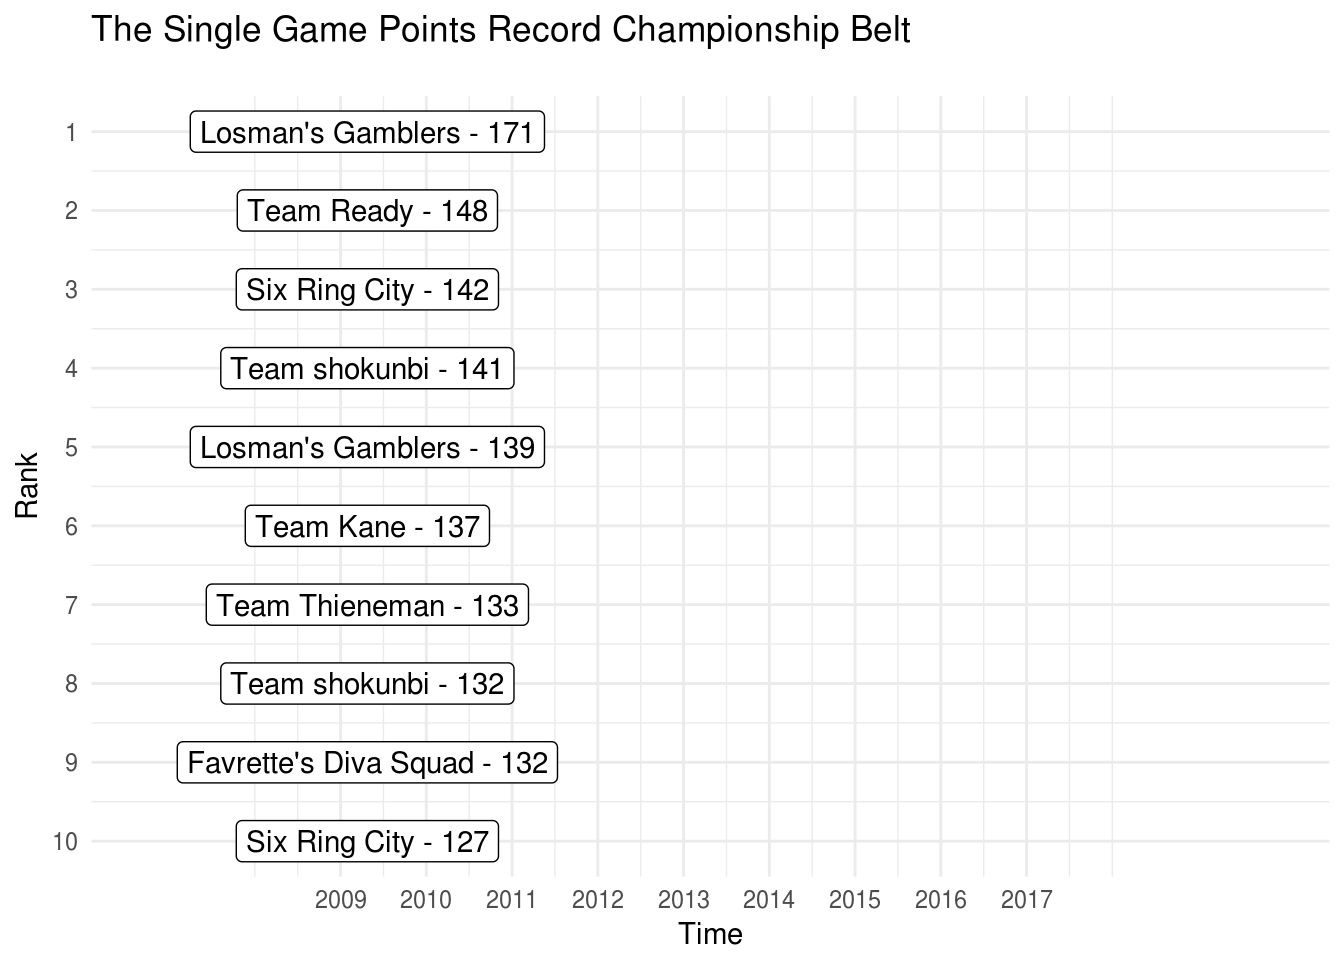 The Single Game Points Record Championship Belt
1
Losman's Gamblers - 171
2
Team Ready - 148
3
Six Ring City - 142
4
Team shokunbi - 141
5
Losman's Gamblers - 139
Rank
6
Team Kane - 137
7
Team Thieneman - 133
8
Team shokunbi - 132
9
Favrette's Diva Squad - 132
10
Six Ring City - 127
2009 2010 2011 2012 2013 2014 2015 2016 2017
Time